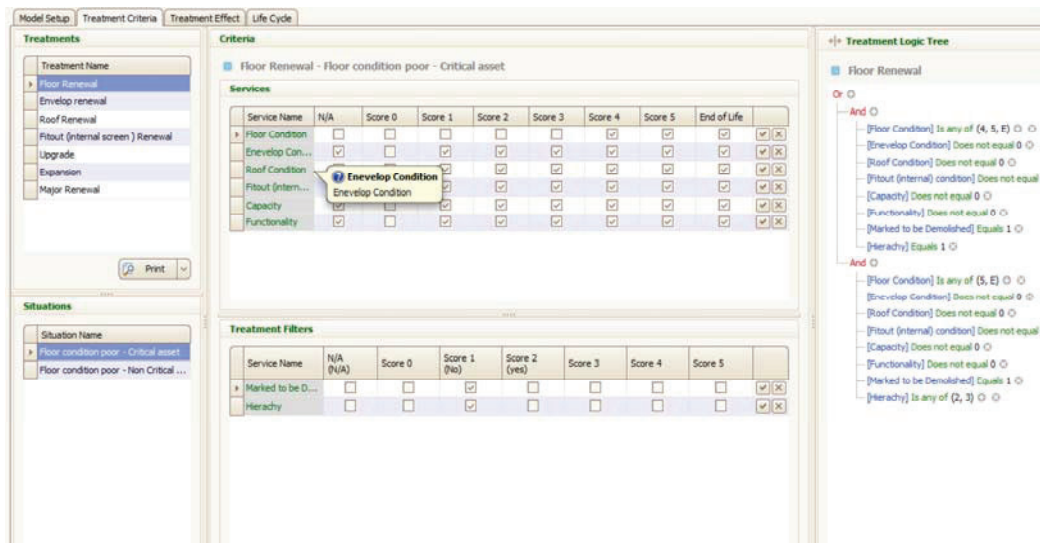 Model Setup Treatment Criteria Treatment Effect Life Cycle
Treatments
Treatment Name
Floor Renewal
Envelop renewal
Roof Renewal
Fitout (internal screen ) Renewal
Upgrade
Expansion
Major Renewal
Print
Situations
Situation Name
Floor condition poor - Critical asset
Floor condition poor - Non Critical ...
Criteria
Floor Renewal - Floor condition poor - Critical asset
Services
Service Name N/A Score 0 Score 1 Score 2 Score 3 Score 4 Score 5 End of Life
Floor Condition
Enevelop Con...
Roof Condition
Fitout (intern...
Capacity
Functionality
Enevelop Condition
Enevelop Condition
Treatment Filters
Service Name N/A (N/A) Score 0 Score 1 (No) Score 2 (yes) Score 3 Score 4 Score 5
Marked to be D...
Hierachy
Treatment Logic Tree
Floor Renewal
Or
And
[Floor Condition] Is any of (4, 5, E)
[Enevelop Condition] Does not equal 0
[Roof Condition] Does not equal 0
[Fitout (internal) condition] Does not equal
[Capacity] Does not equal 0
[Functionality] Does not equal 0
[Marked to be Demolished] Equals 1
[Hierachy] Equals 1
And
[Floor Condition] Is any of (5, E)
[Enevelop Condition] Does not equal 0
[Roof Condition] Does not equal 0
[Fitout (internal) condition] Does not equal
[Capacity] Does not equal 0
[Functionality] Does not equal 0
[Marked to be Demolished] Equals 1
[Hierachy] Is any of (2, 3)